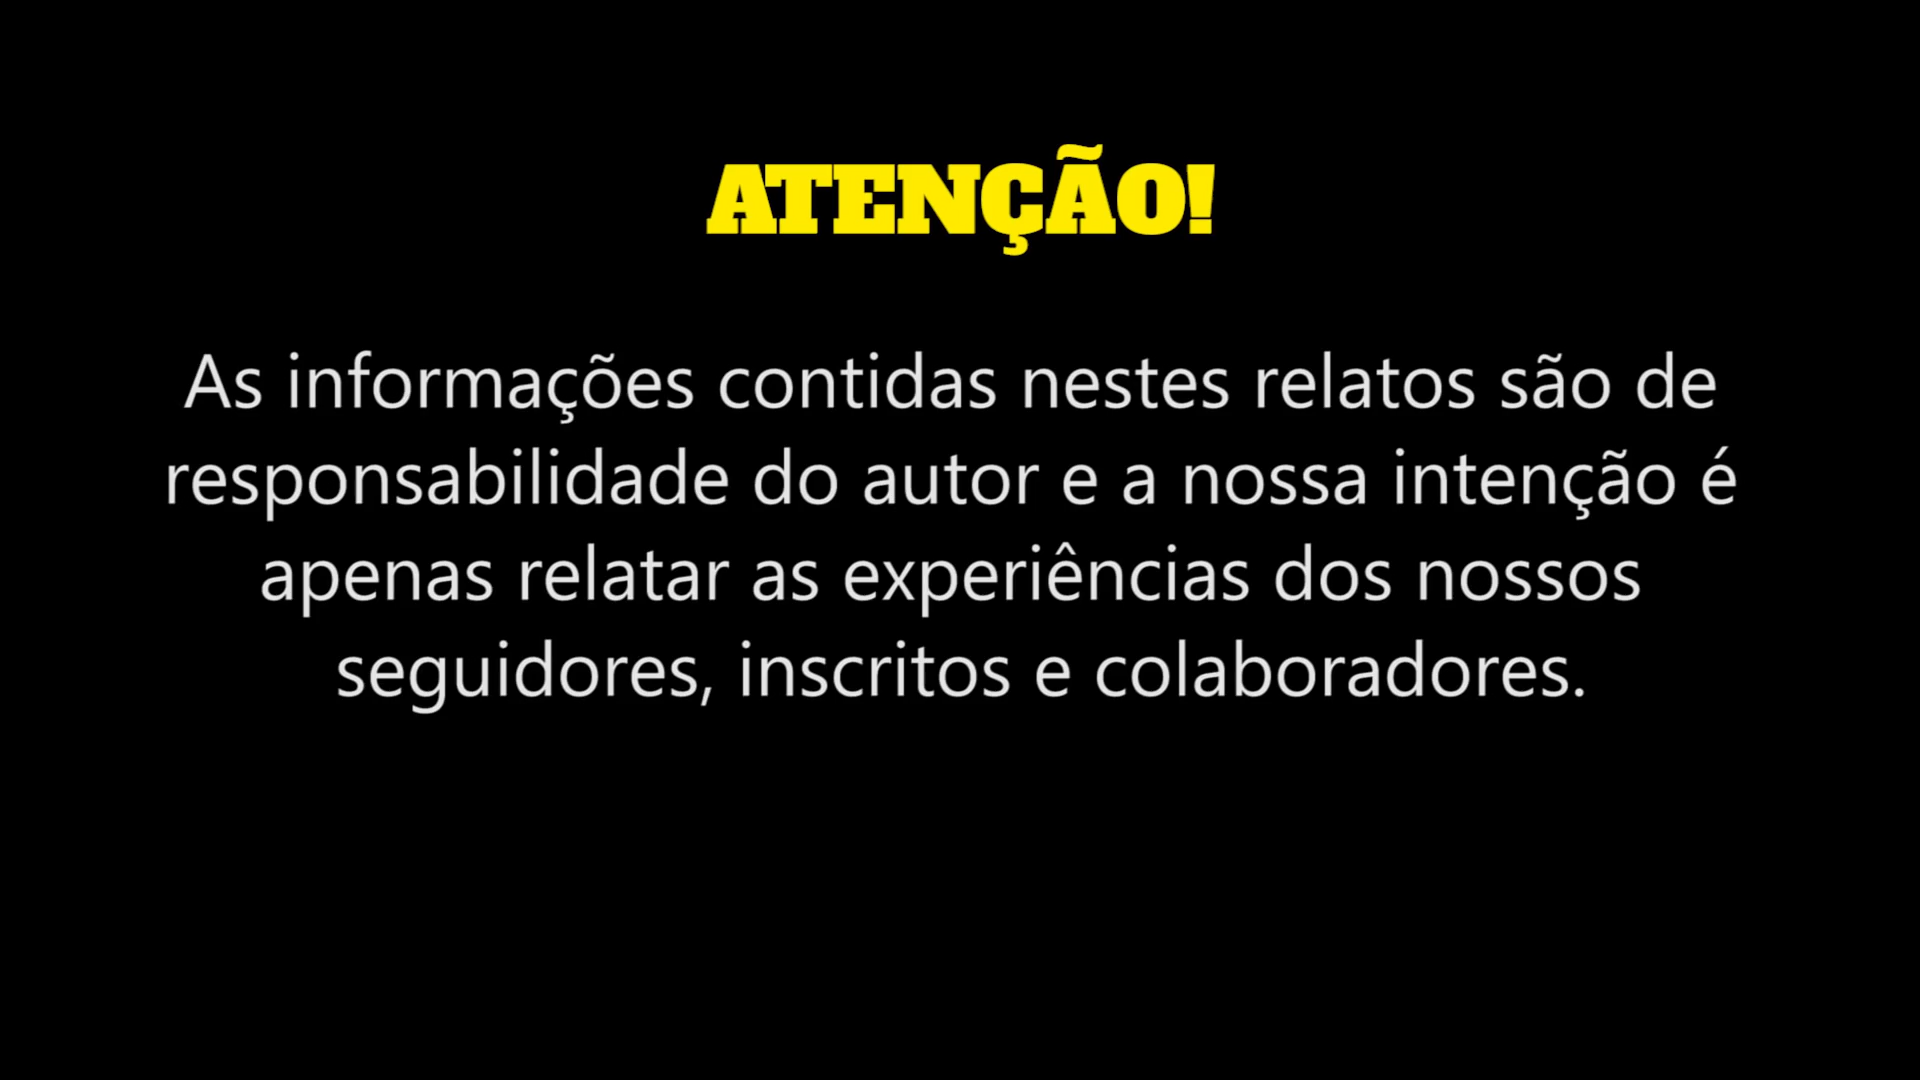 ATENÇÃO!
As informações contidas nestes relatos são de
responsabilidade do autor e a nossa intenção é
apenas relatar as experiências dos nossos
seguidores, inscritos e colaboradores.